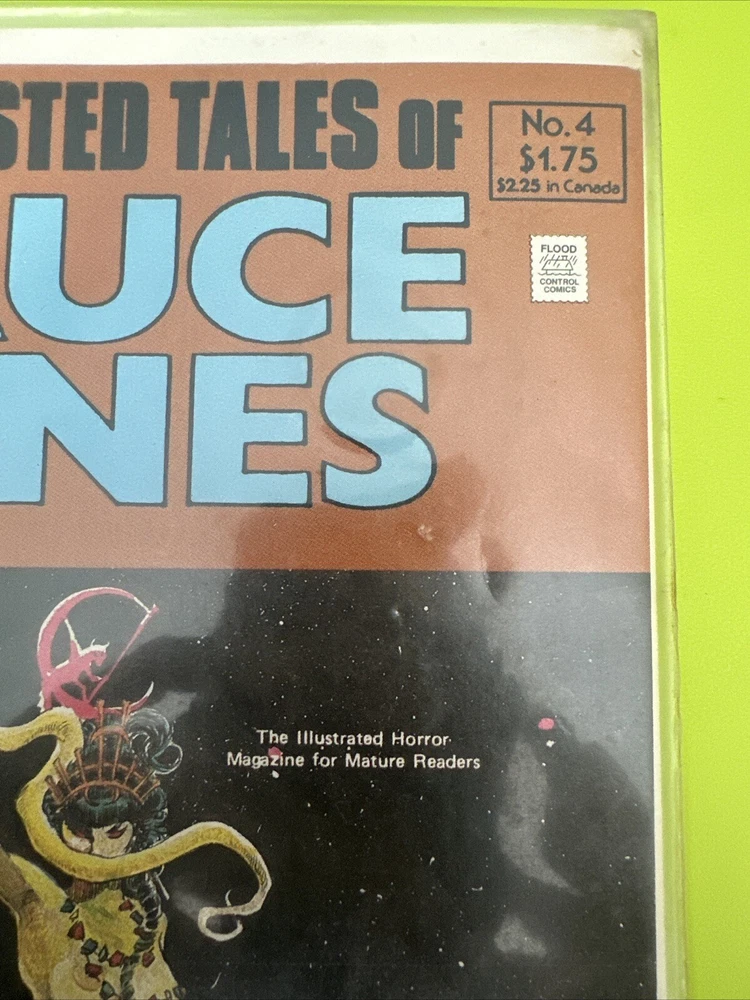 STED TALES OF
No. 4
$1.75
$2.25 in Canada
UCE
FLOOD
CONTROL
COMICS
NES
The Illustrated Horror
Magazine for Mature Readers